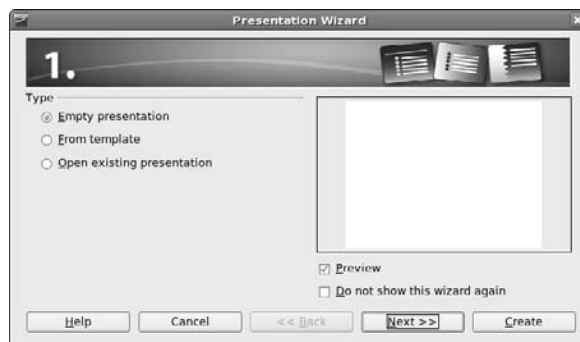 Presentation Wizard
1.
Type
Empty presentation
From template
Open existing presentation
Preview
Do not show this wizard again
Help
Cancel
<< Back
Next >>
Create